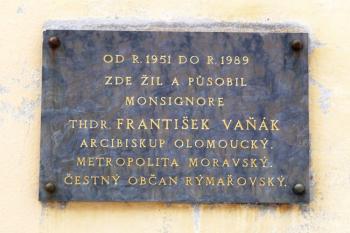 OD R. 1951 DO R. 1989
ZDE ŽIL A PŮSOBIL
MONSIGNORE
THDR. FRANTIŠEK VAŇÁK
ARCIBISKUP OLOMOUCKÝ,
METROPOLITA MORAVSKÝ.
ČESTNÝ OBČAN RÝMAŘOVSKÝ.